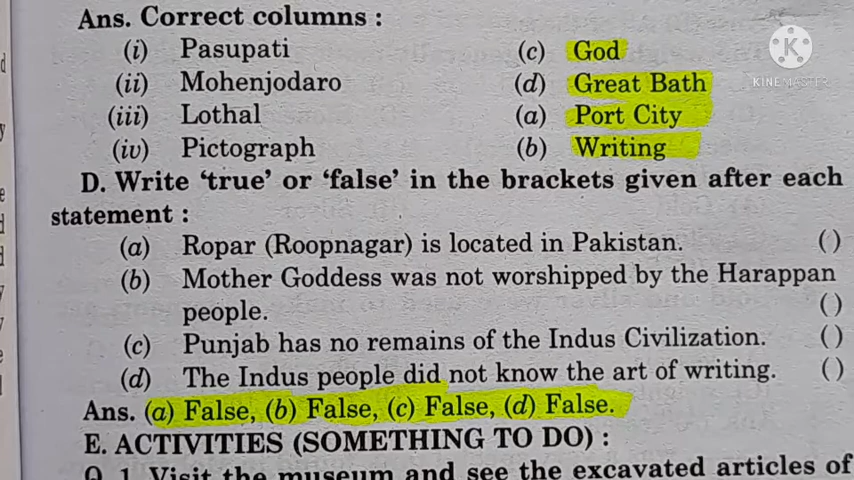 Ans. Correct columns :
(i) Pasupati (c) God
(ii) Mohenjodaro (d) Great Bath
(iii) Lothal (a) Port City
(iv) Pictograph (b) Writing
D. Write 'true' or 'false' in the brackets given after each
statement :
(a) Ropar (Roopnagar) is located in Pakistan. ()
(b) Mother Goddess was not worshipped by the Harappan
people. ()
(c) Punjab has no remains of the Indus Civilization. ()
(d) The Indus people did not know the art of writing. ()
Ans. (a) False, (b) False, (c) False, (d) False.
E. ACTIVITIES (SOMETHING TO DO) :
Q. 1. Visit the museum and see the excavated articles of
K
KINEMASTER